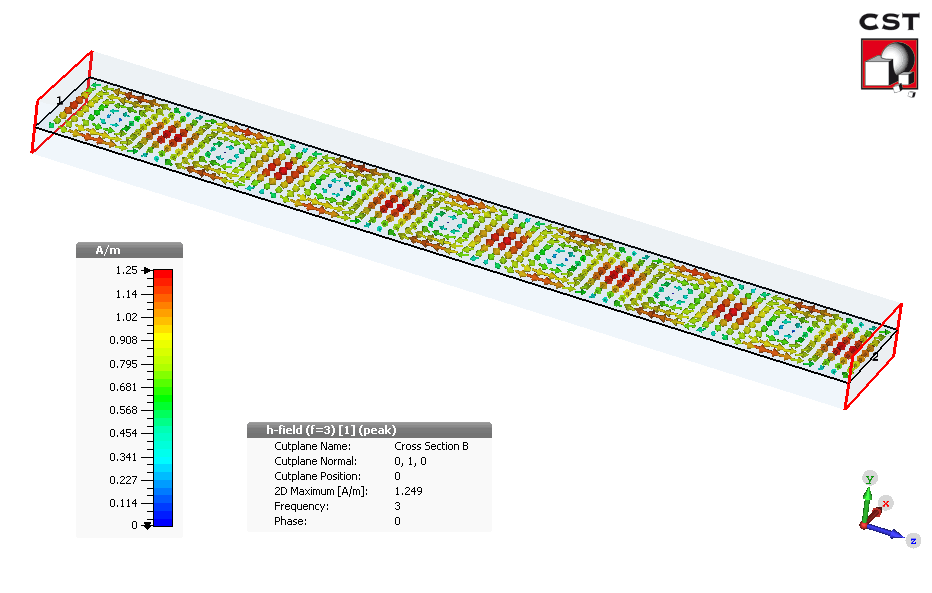 CST
1
2
A/m
1.25
1.14
1.02
0.908
0.795
0.681
0.568
0.454
0.341
0.227
0.114
0
h-field (f=3) [1] (peak)
Cutplane Name: Cross Section B
Cutplane Normal: 0, 1, 0
Cutplane Position: 0
2D Maximum [A/m]: 1.249
Frequency: 3
Phase: 0
y
x
z